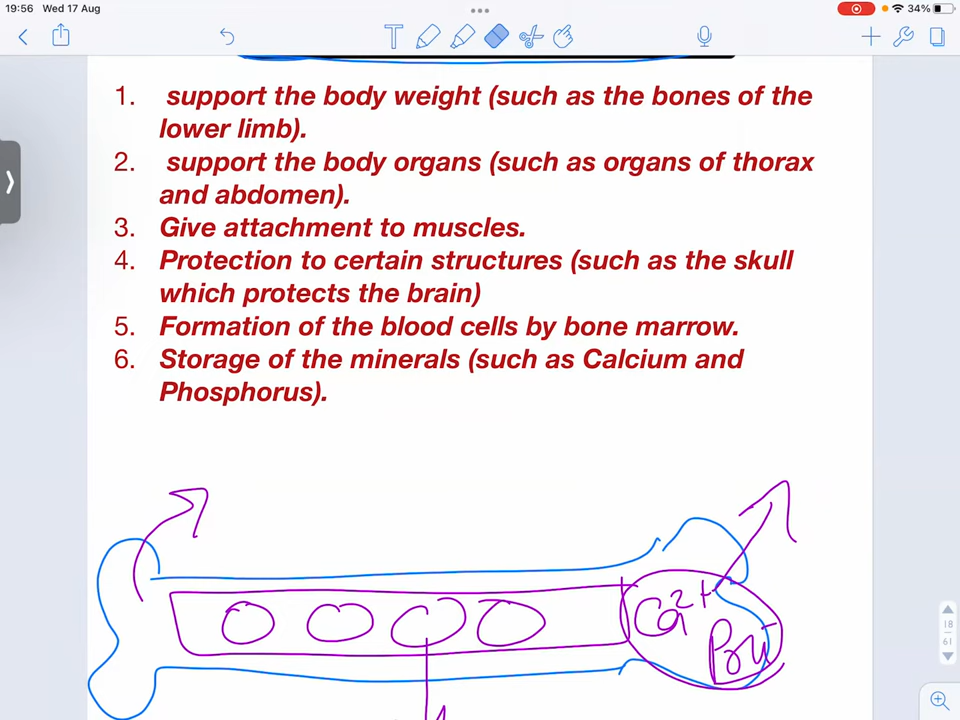 19:56 Wed 17 Aug
34%
1. support the body weight (such as the bones of the
lower limb).
2. support the body organs (such as organs of thorax
and abdomen).
3. Give attachment to muscles.
4. Protection to certain structures (such as the skull
which protects the brain)
5. Formation of the blood cells by bone marrow.
6. Storage of the minerals (such as Calcium and
Phosphorus).
Ca2+
18
61